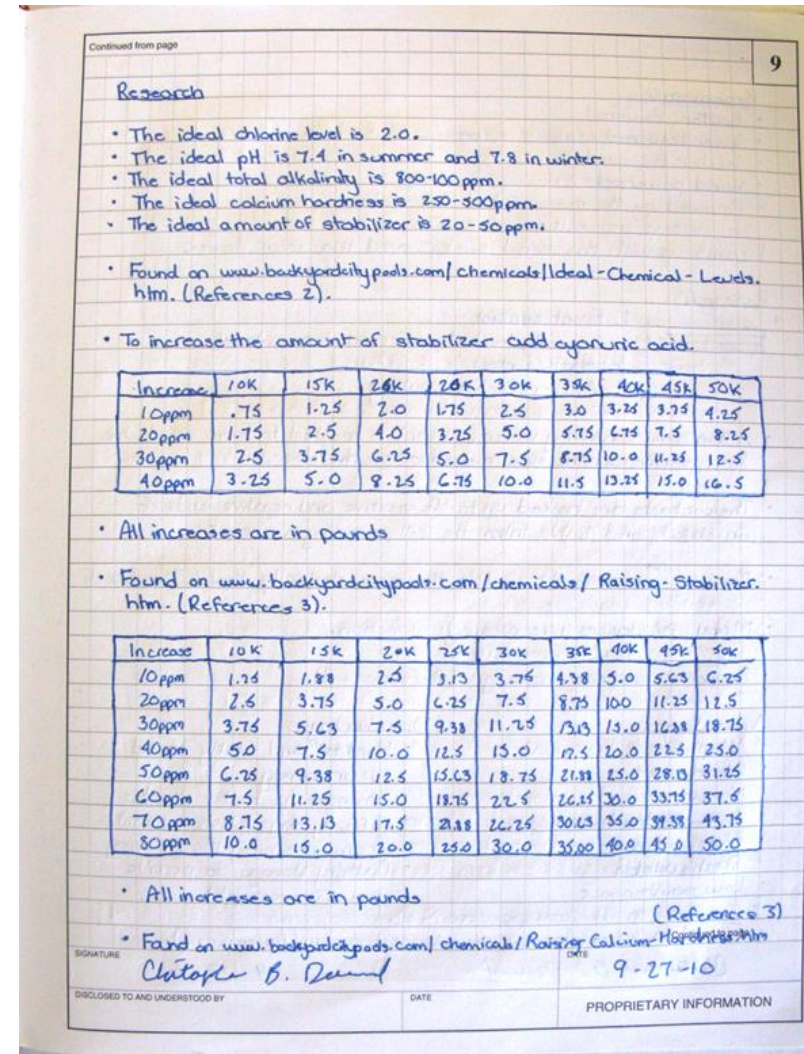 Continued from page
9
Research
• The ideal chlorine level is 2.0.
• The ideal pH is 7.4 in summer and 7.8 in winter.
• The ideal total alkalinity is 800-100ppm.
• The ideal calcium hardness is 250-500ppm.
• The ideal amount of stabilizer is 20-50ppm.
• Found on www.backyardcitypools.com/chemicals/Ideal-Chemical-Levels.
htm. (References 2).
• To increase the amount of stabilizer add cyanuric acid.
Increase 10K 15K 20K 30K 35K 40K 45K 50K
10ppm .75 1.25 2.0 1.75 2.5 3.0 3.25 3.75 4.25
20ppm 1.75 2.5 4.0 3.25 5.0 5.75 6.75 7.5 8.25
30ppm 2.5 3.75 6.25 5.0 7.5 8.75 10.0 11.25 12.5
40ppm 3.25 5.0 8.25 6.75 10.0 11.5 13.25 15.0 16.5
• All increases are in pounds
• Found on www.backyardcitypools.com/chemicals/Raising-Stabilizer.
htm. (References 3).
Increase 10K 15K 20K 25K 30K 35K 40K 45K 50K
10ppm 1.25 1.88 2.5 3.13 3.75 4.38 5.0 5.63 6.25
20ppm 2.5 3.75 5.0 6.25 7.5 8.75 100 11.25 12.5
30ppm 3.75 5.63 7.5 9.38 11.25 13.13 15.0 16.88 18.75
40ppm 5.0 7.5 10.0 12.5 15.0 17.5 20.0 22.5 25.0
50ppm 6.25 9.38 12.5 15.63 18.75 21.88 25.0 28.13 31.25
60ppm 7.5 11.25 15.0 18.75 22.5 26.25 30.0 33.75 37.5
70ppm 8.75 13.13 17.5 21.88 26.25 30.63 35.0 39.38 43.75
80ppm 10.0 15.0 20.0 25.0 30.0 35.00 40.0 45.0 50.0
• All increases are in pounds
(References 3)
• Found on www.backyardcitypools.com/chemicals/Raising Calcium-Hardness.htm
SIGNATURE
B.
DATE
9-27-10
DISCLOSED TO AND UNDERSTOOD BY
DATE
PROPRIETARY INFORMATION